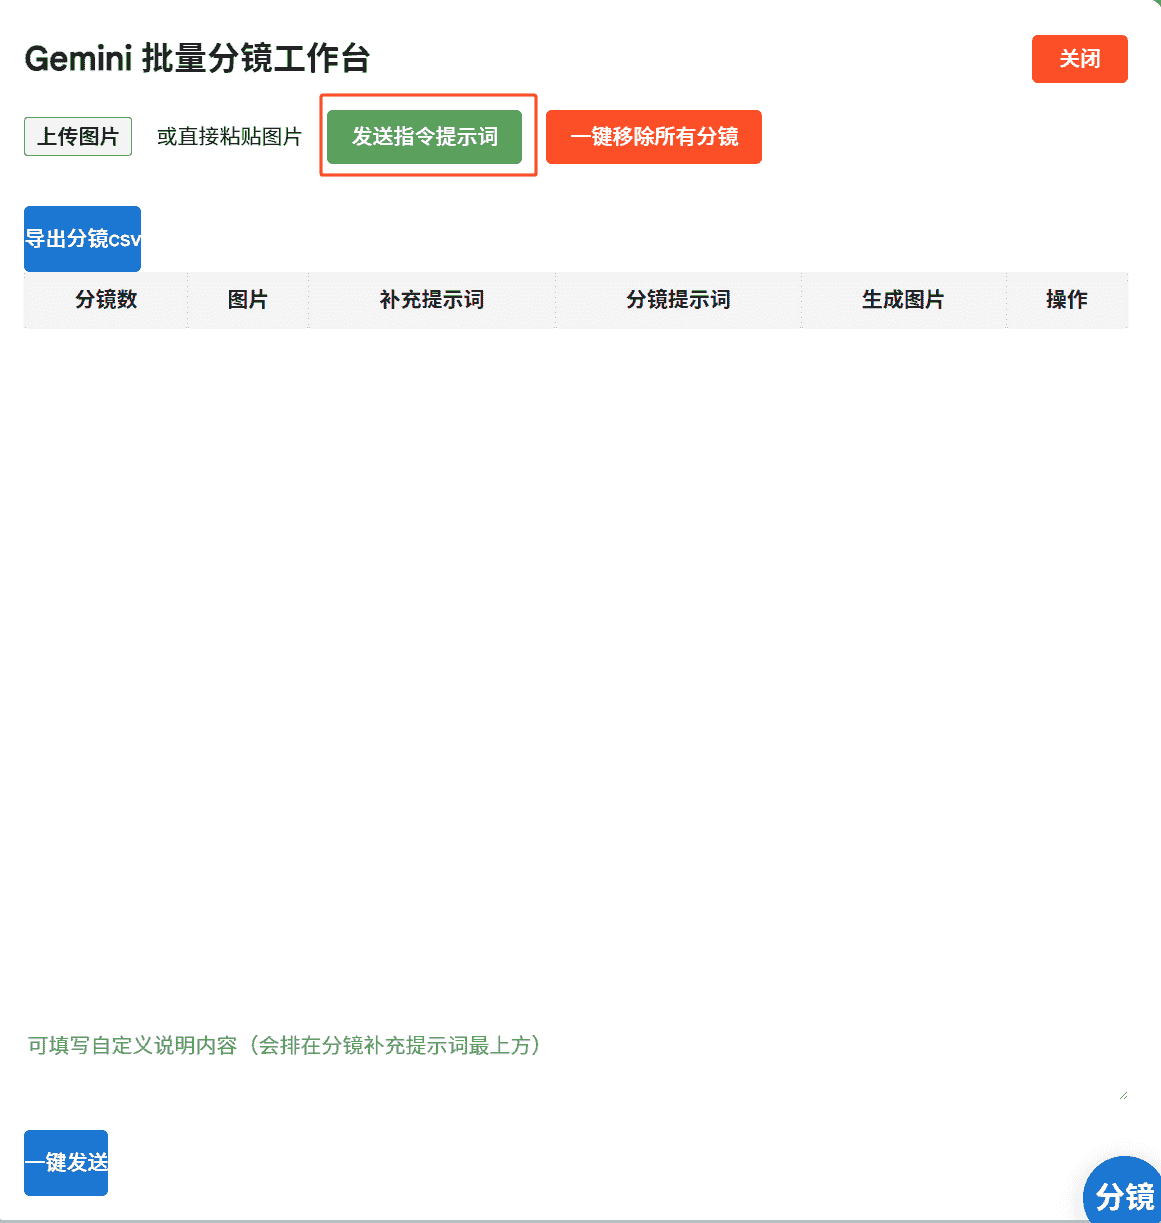 Gemini 批量分镜工作台
关闭
上传图片 或直接粘贴图片 发送指令提示词 一键移除所有分镜
导出分镜csv
分镜数 图片 补充提示词 分镜提示词 生成图片 操作
可填写自定义说明内容（会排在分镜补充提示词最上方）
一键发送
分镜